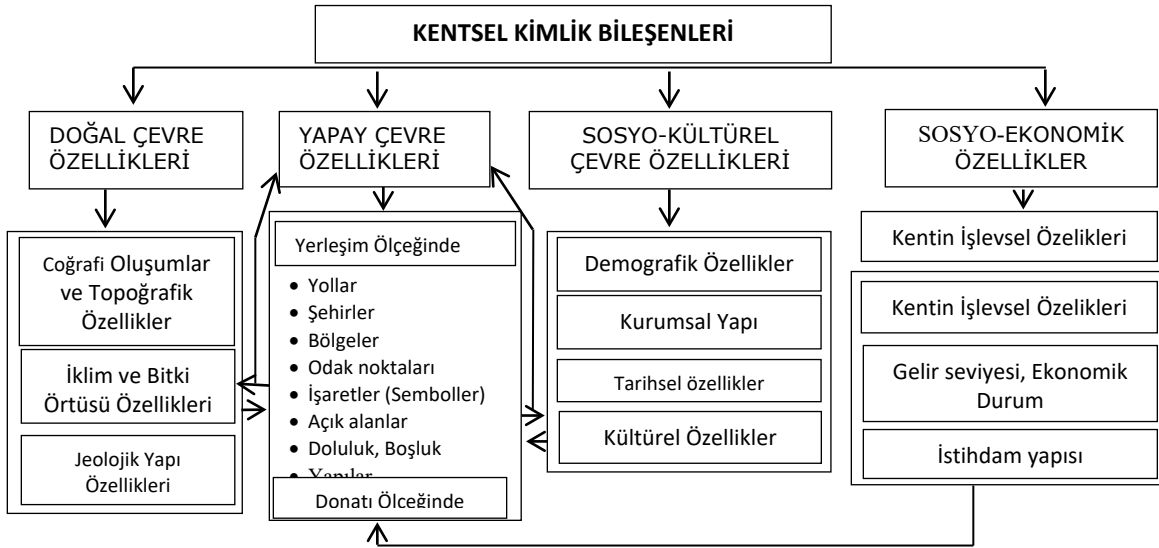 KENTSEL KİMLİK BİLEŞENLERİ
DOĞAL ÇEVRE
ÖZELLİKLERİ
Coğrafi Oluşumlar
ve Topoğrafik
Özellikler
İklim ve Bitki
Örtüsü Özellikleri
Jeolojik Yapı
Özellikleri
YAPAY ÇEVRE
ÖZELLİKLERİ
Yerleşim Ölçeğinde
• Yollar
• Şehirler
• Bölgeler
• Odak noktaları
• İşaretler (Semboller)
• Açık alanlar
• Doluluk, Boşluk
• Yapılar
Donatı Ölçeğinde
SOSYO-KÜLTÜREL
ÇEVRE ÖZELLİKLERİ
Demografik Özellikler
Kurumsal Yapı
Tarihsel özellikler
Kültürel Özellikler
SOSYO-EKONOMİK
ÖZELLİKLER
Kentin İşlevsel Özelikleri
Kentin İşlevsel Özelikleri
Gelir seviyesi, Ekonomik
Durum
İstihdam yapısı